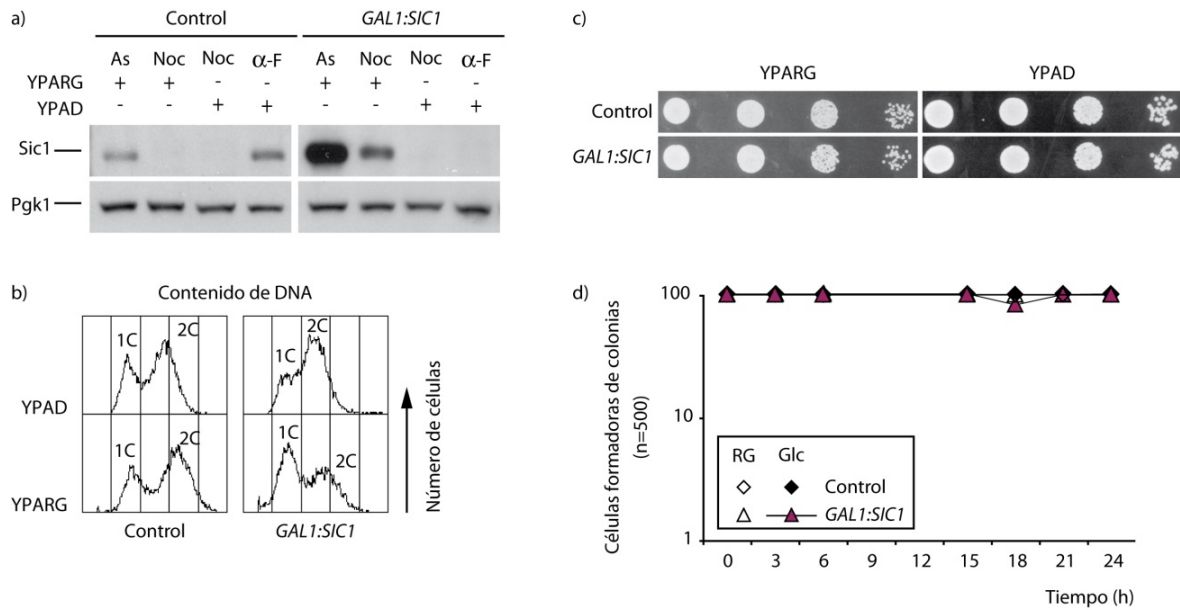 a)
Control GAL1:SIC1
As Noc Noc α-F As Noc Noc α-F
YPARG + + - - + + - -
YPAD - - + + - - + +
Sic1
Pgk1
b) Contenido de DNA
1C 2C 1C 2C
YPAD
1C 2C 1C 2C
YPARG
Control GAL1:SIC1
Número de células
c)
YPARG YPAD
Control
GAL1:SIC1
d)
Células formadoras de colonias
(n=500)
100
10
1
RG Glc
Control
GAL1:SIC1
0 3 6 9 12 15 18 21 24
Tiempo (h)